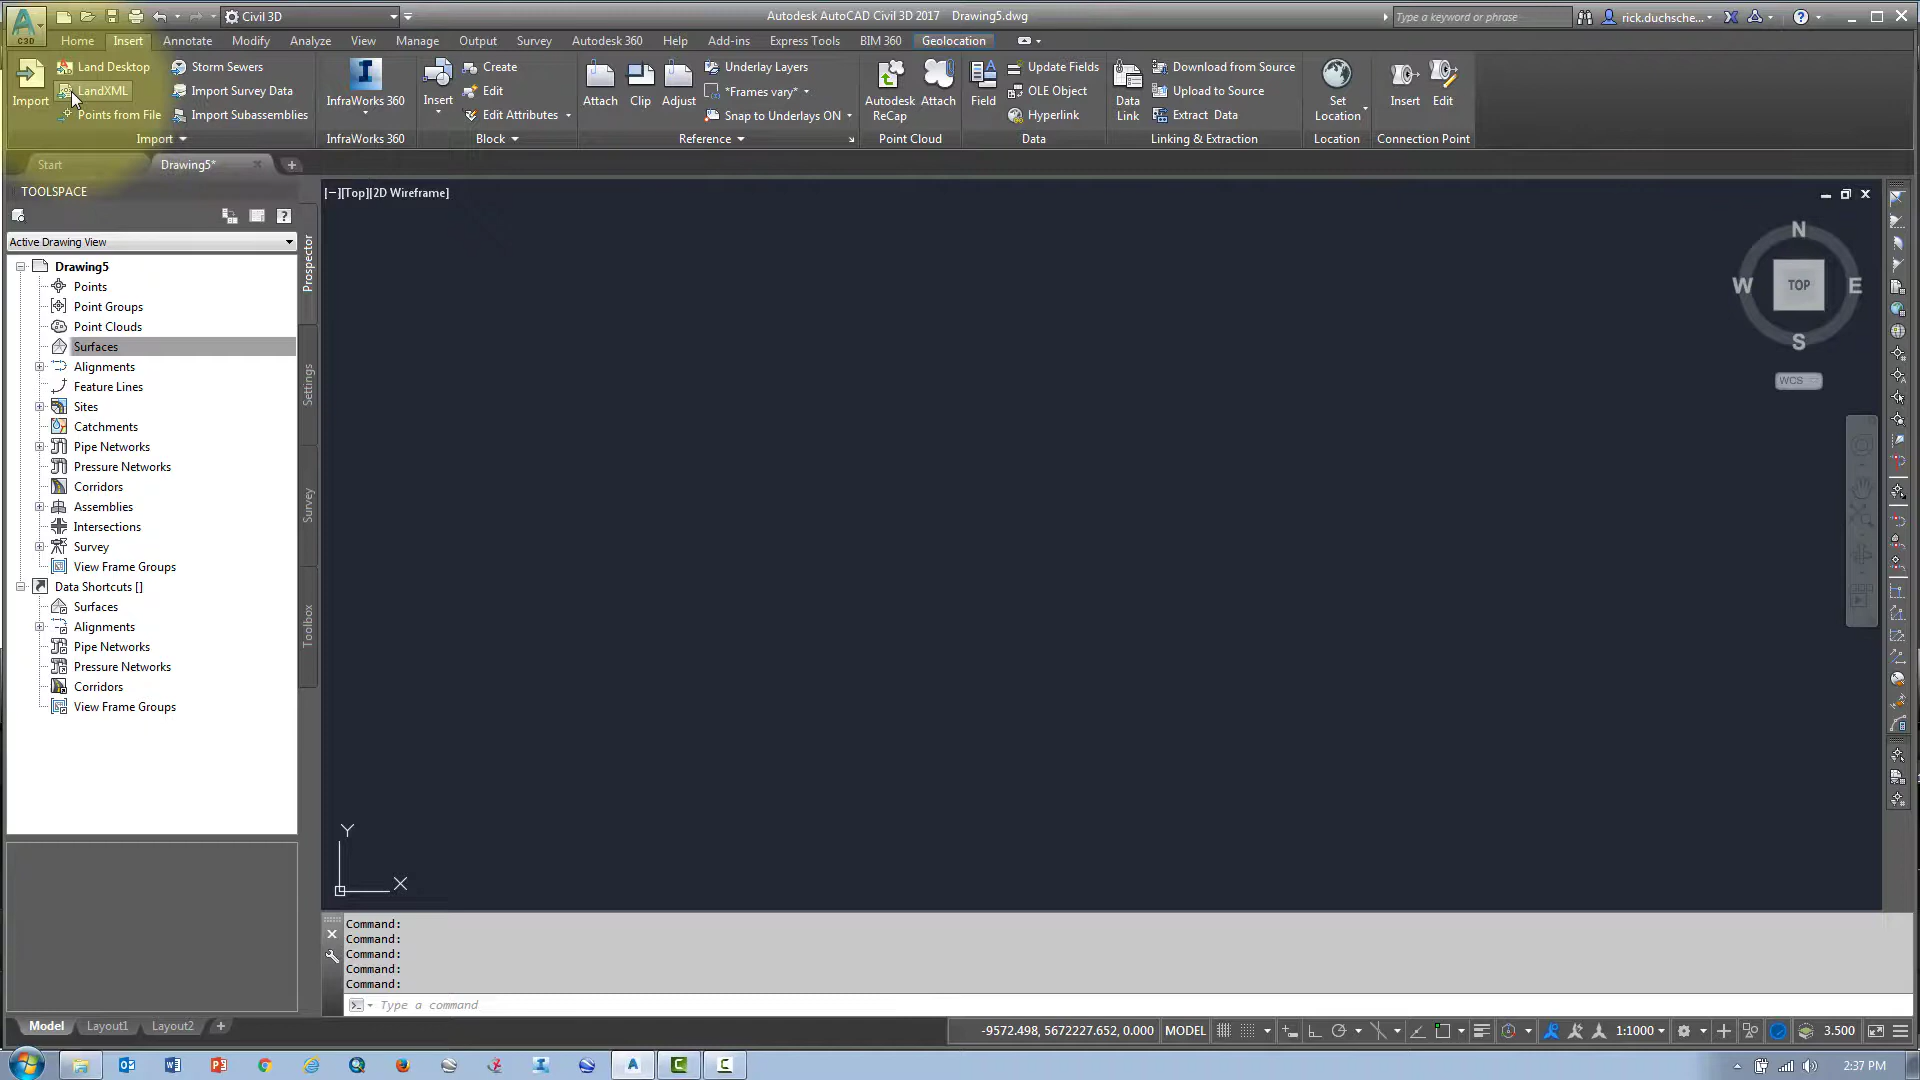 C3D
Civil 3D
Autodesk AutoCAD Civil 3D 2017 Drawing5.dwg
Type a keyword or phrase
rick.duchsche...
Home Insert Annotate Modify Analyze View Manage Output Survey Autodesk 360 Help Add-ins Express Tools BIM 360 Geolocation
Import
Land Desktop
LandXML
Points from File
Storm Sewers
Import Survey Data
Import Subassemblies
InfraWorks 360
Insert
Create
Edit
Edit Attributes
Attach
Clip
Adjust
Underlay Layers
*Frames vary*
Snap to Underlays ON
Autodesk
ReCap
Attach
Field
Update Fields
OLE Object
Hyperlink
Data
Link
Download from Source
Upload to Source
Extract Data
Set
Location
Insert
Edit
Import InfraWorks 360 Block Reference Point Cloud Data Linking & Extraction Location Connection Point
Start Drawing5*
TOOLSPACE
Active Drawing View
Drawing5
Points
Point Groups
Point Clouds
Surfaces
Alignments
Feature Lines
Sites
Catchments
Pipe Networks
Pressure Networks
Corridors
Assemblies
Intersections
Survey
View Frame Groups
Data Shortcuts []
Surfaces
Alignments
Pipe Networks
Pressure Networks
Corridors
View Frame Groups
Prospector
Settings
Survey
Toolbox
[−][Top][2D Wireframe]
N
W TOP E
S
WCS
Y
X
Command:
Command:
Command:
Command:
Command:
Type a command
Model Layout1 Layout2 +
-9572.498, 5672227.652, 0.000 MODEL 1:1000 3.500
2:37 PM